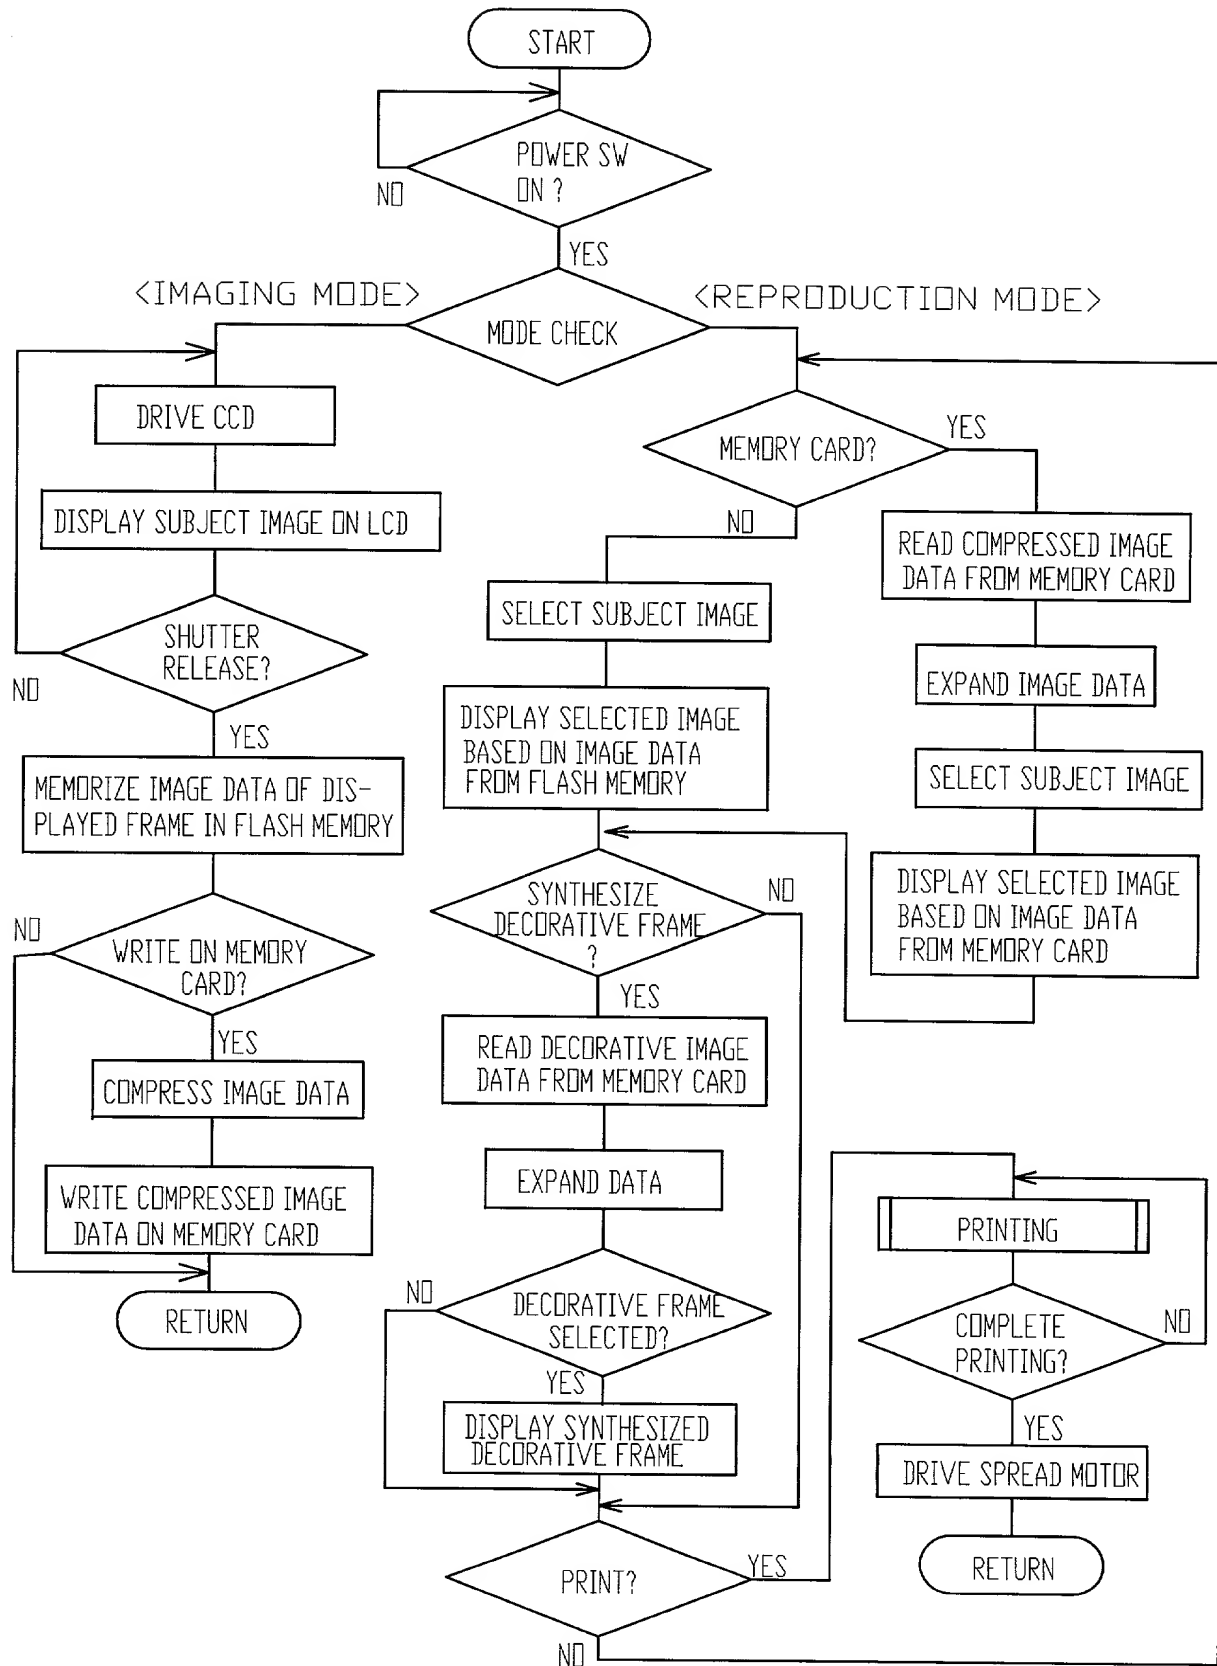 START
POWER SW
ON ?
NO
YES
<IMAGING MODE>
<REPRODUCTION MODE>
MODE CHECK
DRIVE CCD
DISPLAY SUBJECT IMAGE ON LCD
SHUTTER
RELEASE?
NO
YES
MEMORIZE IMAGE DATA OF DIS-
PLAYED FRAME IN FLASH MEMORY
NO
WRITE ON MEMORY
CARD?
YES
COMPRESS IMAGE DATA
WRITE COMPRESSED IMAGE
DATA ON MEMORY CARD
RETURN
MEMORY CARD?
YES
NO
READ COMPRESSED IMAGE
DATA FROM MEMORY CARD
EXPAND IMAGE DATA
SELECT SUBJECT IMAGE
DISPLAY SELECTED IMAGE
BASED ON IMAGE DATA
FROM MEMORY CARD
SELECT SUBJECT IMAGE
DISPLAY SELECTED IMAGE
BASED ON IMAGE DATA
FROM FLASH MEMORY
SYNTHESIZE
DECORATIVE FRAME
?
NO
YES
READ DECORATIVE IMAGE
DATA FROM MEMORY CARD
EXPAND DATA
NO
DECORATIVE FRAME
SELECTED?
YES
DISPLAY SYNTHESIZED
DECORATIVE FRAME
PRINT?
YES
NO
PRINTING
COMPLETE
PRINTING?
NO
YES
DRIVE SPREAD MOTOR
RETURN